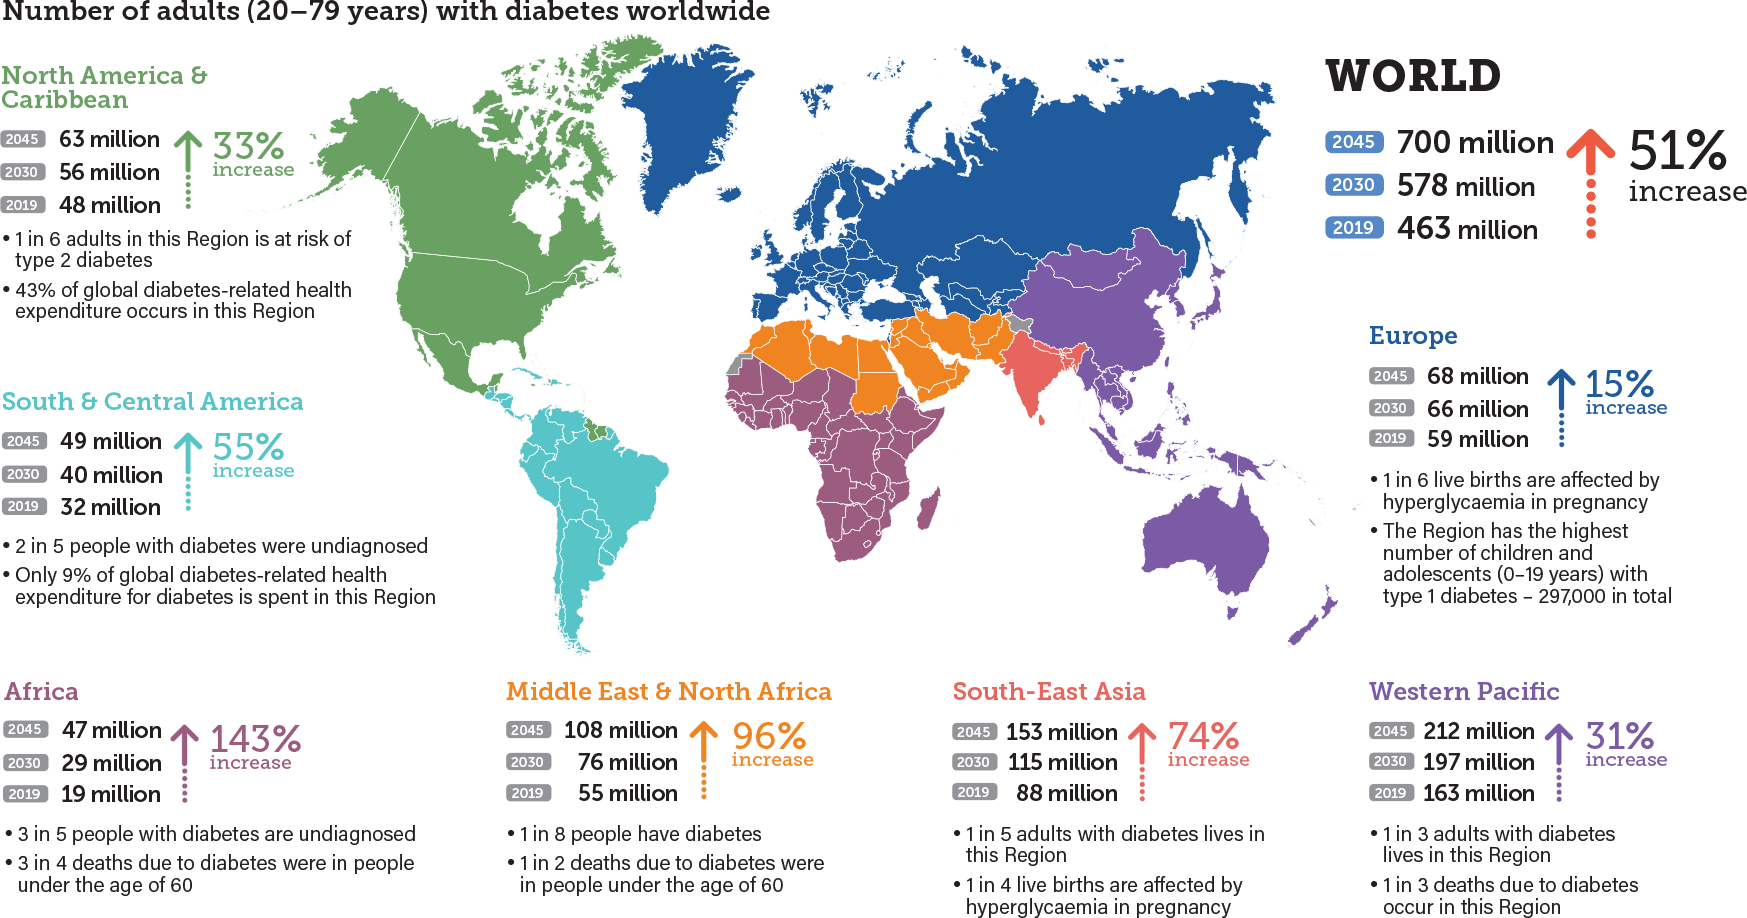 Number of adults (20–79 years) with diabetes worldwide
North America &
Caribbean
2045 63 million
2030 56 million
2019 48 million
33%
increase
• 1 in 6 adults in this Region is at risk of
type 2 diabetes
• 43% of global diabetes-related health
expenditure occurs in this Region
South & Central America
2045 49 million
2030 40 million
2019 32 million
55%
increase
• 2 in 5 people with diabetes were undiagnosed
• Only 9% of global diabetes-related health
expenditure for diabetes is spent in this Region
WORLD
2045 700 million
2030 578 million
2019 463 million
51%
increase
Europe
2045 68 million
2030 66 million
2019 59 million
15%
increase
• 1 in 6 live births are affected by
hyperglycaemia in pregnancy
• The Region has the highest
number of children and
adolescents (0–19 years) with
type 1 diabetes – 297,000 in total
Africa
2045 47 million
2030 29 million
2019 19 million
143%
increase
• 3 in 5 people with diabetes are undiagnosed
• 3 in 4 deaths due to diabetes were in people
under the age of 60
Middle East & North Africa
2045 108 million
2030 76 million
2019 55 million
96%
increase
• 1 in 8 people have diabetes
• 1 in 2 deaths due to diabetes were
in people under the age of 60
South-East Asia
2045 153 million
2030 115 million
2019 88 million
74%
increase
• 1 in 5 adults with diabetes lives in
this Region
• 1 in 4 live births are affected by
hyperglycaemia in pregnancy
Western Pacific
2045 212 million
2030 197 million
2019 163 million
31%
increase
• 1 in 3 adults with diabetes
lives in this Region
• 1 in 3 deaths due to diabetes
occur in this Region